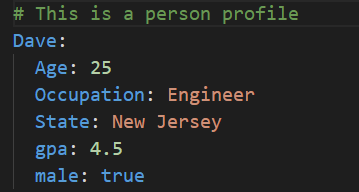 # This is a person profile
Dave:
  Age: 25
  Occupation: Engineer
  State: New Jersey
  gpa: 4.5
  male: true